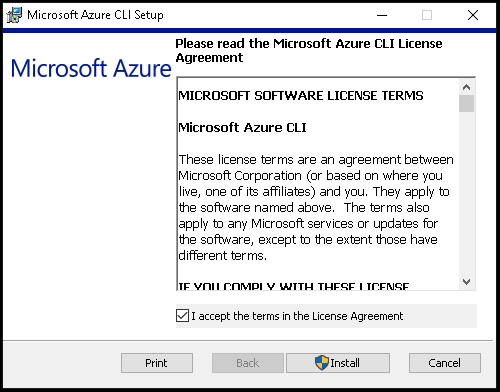 Microsoft Azure CLI Setup
Please read the Microsoft Azure CLI License
Agreement
Microsoft Azure
MICROSOFT SOFTWARE LICENSE TERMS
Microsoft Azure CLI
These license terms are an agreement between
Microsoft Corporation (or based on where you
live, one of its affiliates) and you. They apply to
the software named above.  The terms also
apply to any Microsoft services or updates for
the software, except to the extent those have
different terms.
IF YOU COMPLY WITH THESE LICENSE
I accept the terms in the License Agreement
Print
Back
Install
Cancel